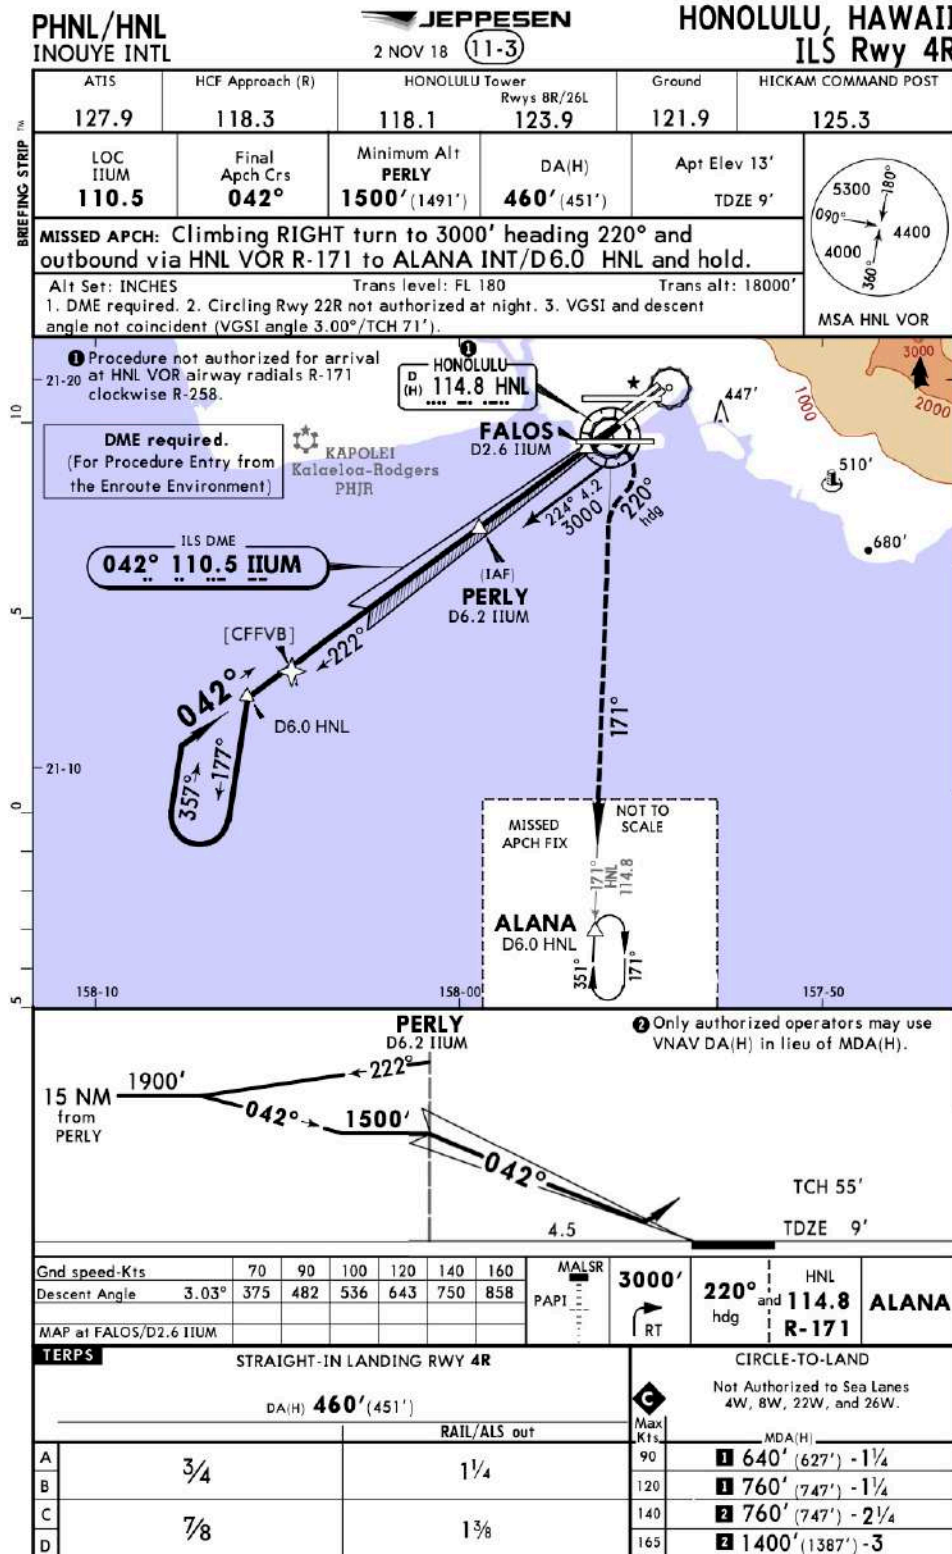 PHNL/HNL
INOUYE INTL
JEPPESEN
2 NOV 18 11-3
HONOLULU, HAWAII
ILS Rwy 4R
BRIEFING STRIP TM
ATIS
127.9
HCF Approach (R)
118.3
HONOLULU Tower
Rwys 8R/26L
118.1 123.9
Ground
121.9
HICKAM COMMAND POST
125.3
LOC
IIUM
110.5
Final
Apch Crs
042°
Minimum Alt
PERLY
1500' (1491')
DA(H)
460' (451')
Apt Elev 13'
TDZE 9'
MISSED APCH: Climbing RIGHT turn to 3000' heading 220° and
outbound via HNL VOR R-171 to ALANA INT/D6.0 HNL and hold.
Alt Set: INCHES Trans level: FL 180 Trans alt: 18000'
1. DME required. 2. Circling Rwy 22R not authorized at night. 3. VGSI and descent
angle not coincident (VGSI angle 3.00°/TCH 71').
5300
180°
090°
4400
4000
360°
MSA HNL VOR
1 Procedure not authorized for arrival
at HNL VOR airway radials R-171
clockwise R-258.
21-20
DME required.
(For Procedure Entry from
the Enroute Environment)
KAPOLEI
Kalaeloa-Rodgers
PHJR
1
HONOLULU
D
(H) 114.8 HNL
FALOS
D2.6 IIUM
447'
1000
3000
2000
510'
680'
224° 4.2
3000
220°
hdg
ILS DME
042° 110.5 IIUM
(IAF)
PERLY
D6.2 IIUM
[CFFVB]
222°
042°
D6.0 HNL
357°
177°
171°
21-10
10
5
0
5
MISSED
APCH FIX
NOT TO
SCALE
171°
HNL
114.8
ALANA
D6.0 HNL
351°
171°
158-10
158-00
157-50
PERLY
D6.2 IIUM
2 Only authorized operators may use
VNAV DA(H) in lieu of MDA(H).
15 NM
from
PERLY
1900'
222°
042°
1500'
042°
4.5
TCH 55'
TDZE 9'
Gnd speed-Kts 70 90 100 120 140 160
Descent Angle 3.03° 375 482 536 643 750 858
MAP at FALOS/D2.6 IIUM
MALSR
PAPI
3000'
RT
220°
hdg
and
HNL
114.8
R-171
ALANA
TERPS
STRAIGHT-IN LANDING RWY 4R
DA(H) 460' (451')
RAIL/ALS out
A
B
3/4
1 1/4
C
D
7/8
1 3/8
CIRCLE-TO-LAND
C
Not Authorized to Sea Lanes
4W, 8W, 22W, and 26W.
Max
Kts
MDA(H)
90 1 640' (627') - 1 1/4
120 1 760' (747') - 1 1/4
140 2 760' (747') - 2 1/4
165 2 1400' (1387') - 3